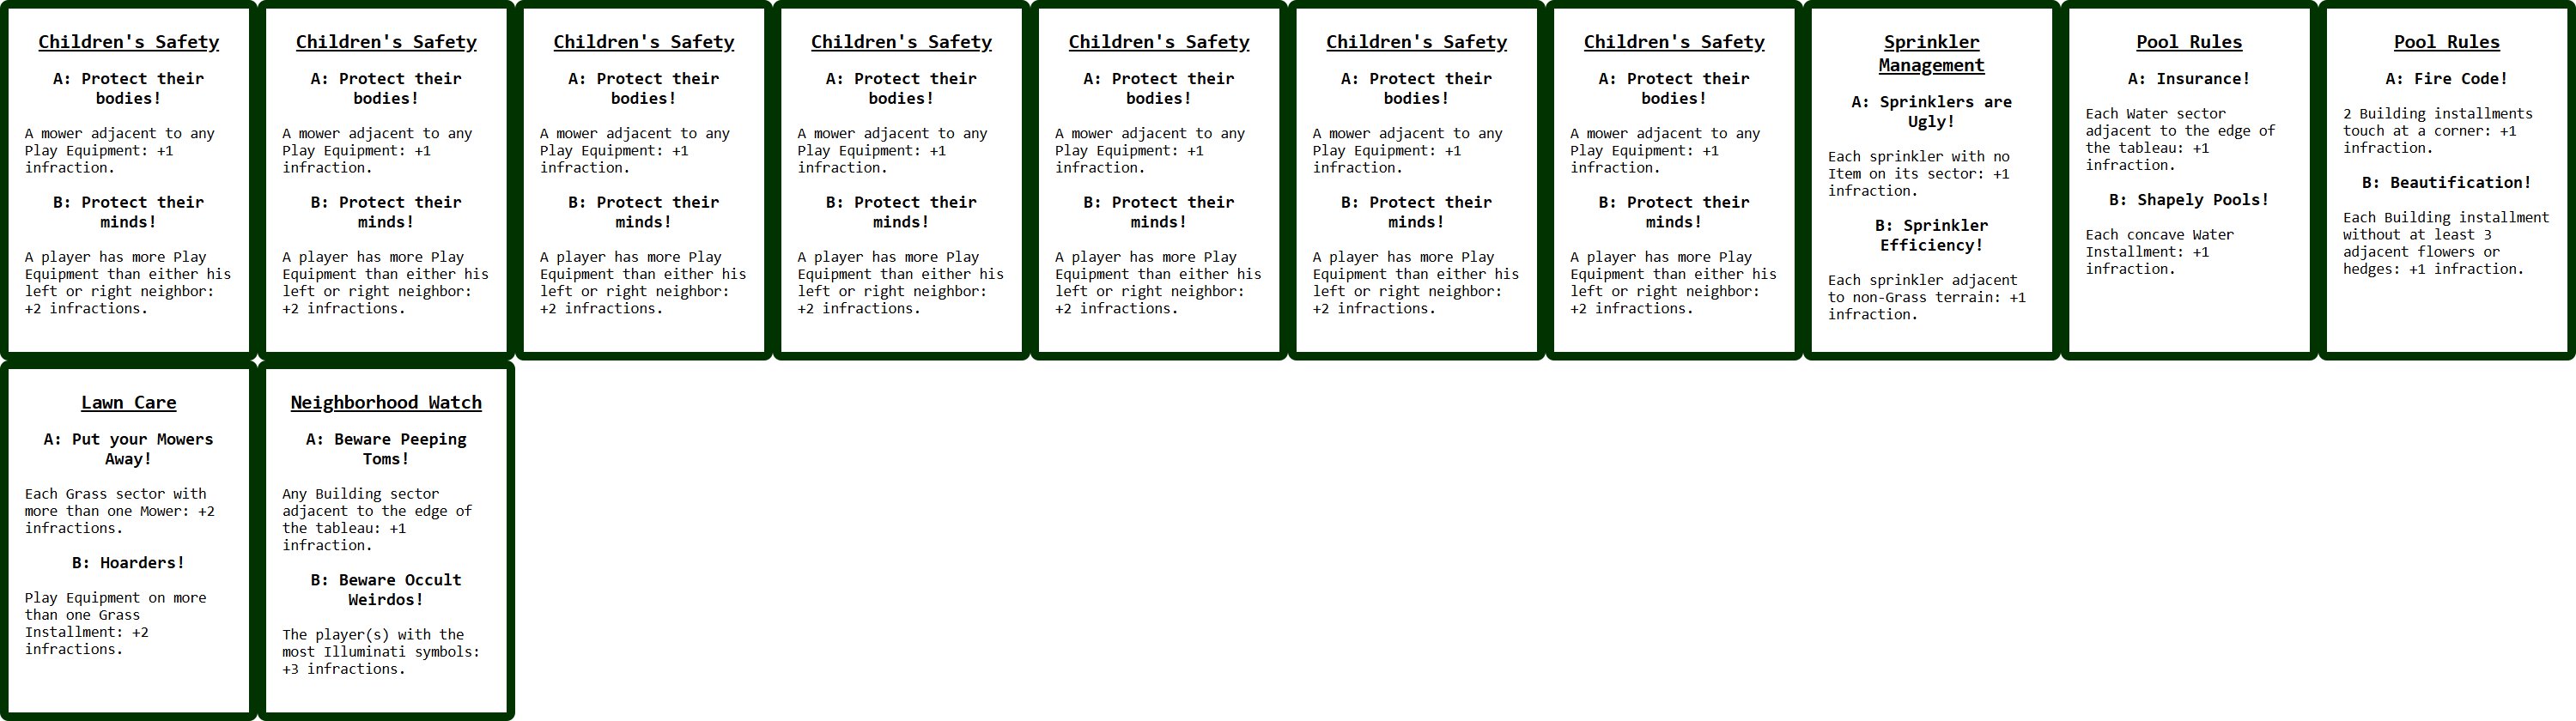 Children's Safety
A: Protect their
bodies!
A mower adjacent to any
Play Equipment: +1
infraction.
B: Protect their
minds!
A player has more Play
Equipment than either his
left or right neighbor:
+2 infractions.
Children's Safety
A: Protect their
bodies!
A mower adjacent to any
Play Equipment: +1
infraction.
B: Protect their
minds!
A player has more Play
Equipment than either his
left or right neighbor:
+2 infractions.
Children's Safety
A: Protect their
bodies!
A mower adjacent to any
Play Equipment: +1
infraction.
B: Protect their
minds!
A player has more Play
Equipment than either his
left or right neighbor:
+2 infractions.
Children's Safety
A: Protect their
bodies!
A mower adjacent to any
Play Equipment: +1
infraction.
B: Protect their
minds!
A player has more Play
Equipment than either his
left or right neighbor:
+2 infractions.
Children's Safety
A: Protect their
bodies!
A mower adjacent to any
Play Equipment: +1
infraction.
B: Protect their
minds!
A player has more Play
Equipment than either his
left or right neighbor:
+2 infractions.
Children's Safety
A: Protect their
bodies!
A mower adjacent to any
Play Equipment: +1
infraction.
B: Protect their
minds!
A player has more Play
Equipment than either his
left or right neighbor:
+2 infractions.
Children's Safety
A: Protect their
bodies!
A mower adjacent to any
Play Equipment: +1
infraction.
B: Protect their
minds!
A player has more Play
Equipment than either his
left or right neighbor:
+2 infractions.
Sprinkler
Management
A: Sprinklers are
Ugly!
Each sprinkler with no
Item on its sector: +1
infraction.
B: Sprinkler
Efficiency!
Each sprinkler adjacent
to non-Grass terrain: +1
infraction.
Pool Rules
A: Insurance!
Each Water sector
adjacent to the edge of
the tableau: +1
infraction.
B: Shapely Pools!
Each concave Water
Installment: +1
infraction.
Pool Rules
A: Fire Code!
2 Building installments
touch at a corner: +1
infraction.
B: Beautification!
Each Building installment
without at least 3
adjacent flowers or
hedges: +1 infraction.
Lawn Care
A: Put your Mowers
Away!
Each Grass sector with
more than one Mower: +2
infractions.
B: Hoarders!
Play Equipment on more
than one Grass
Installment: +2
infractions.
Neighborhood Watch
A: Beware Peeping
Toms!
Any Building sector
adjacent to the edge of
the tableau: +1
infraction.
B: Beware Occult
Weirdos!
The player(s) with the
most Illuminati symbols:
+3 infractions.